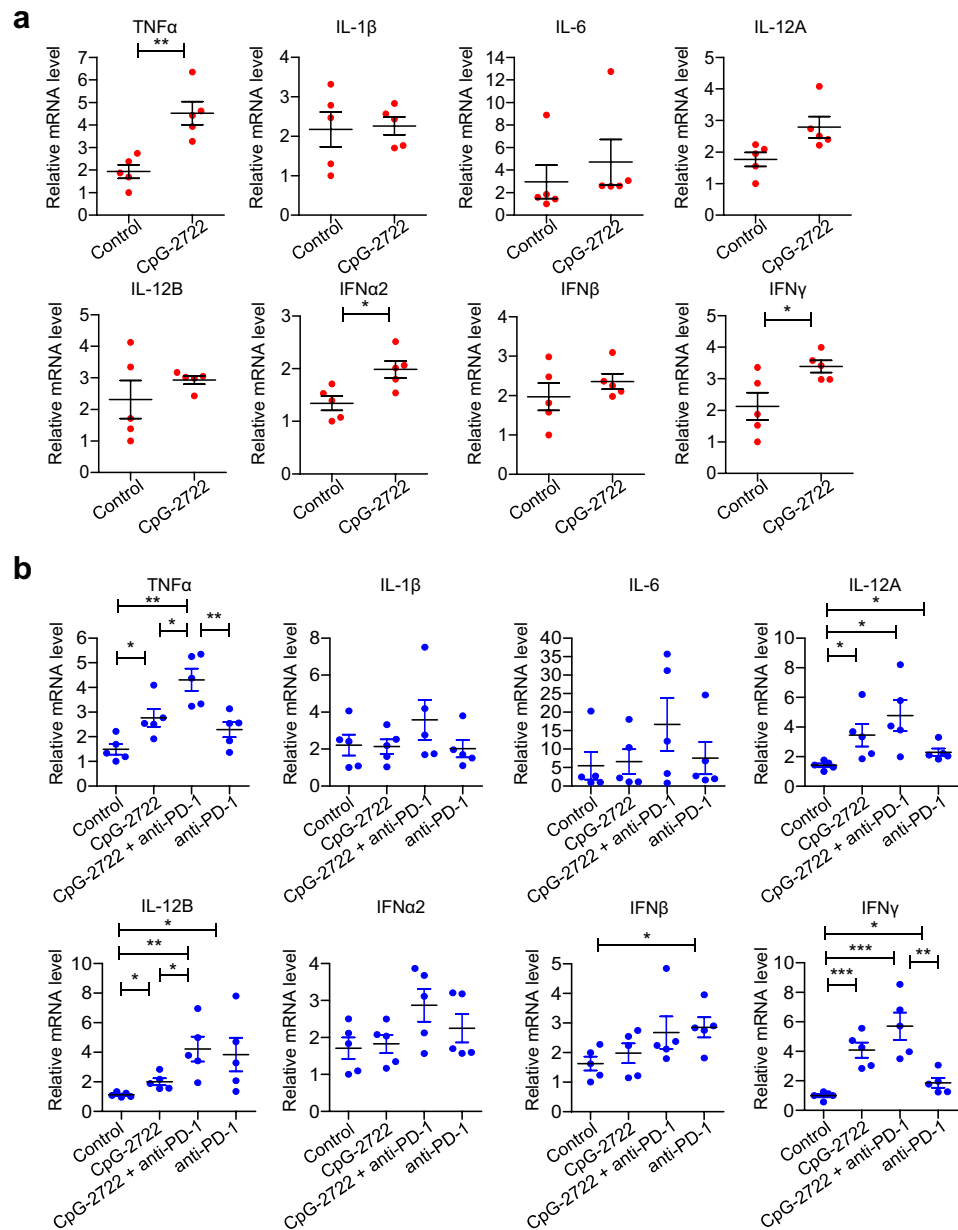 a
TNFα
IL-1β
IL-6
IL-12A
Relative mRNA level
7
6
5
4
3
2
1
0
**
Control
CpG-2722
Relative mRNA level
4
3
2
1
0
Control
CpG-2722
Relative mRNA level
14
12
10
8
6
4
2
0
Control
CpG-2722
Relative mRNA level
5
4
3
2
1
0
Control
CpG-2722
IL-12B
IFNα2
IFNβ
IFNγ
Relative mRNA level
5
4
3
2
1
0
Control
CpG-2722
Relative mRNA level
3
2
1
0
*
Control
CpG-2722
Relative mRNA level
4
3
2
1
0
Control
CpG-2722
Relative mRNA level
5
4
3
2
1
0
*
Control
CpG-2722
b
TNFα
IL-1β
IL-6
IL-12A
Relative mRNA level
6
5
4
3
2
1
0
**
*
*
**
Control
CpG-2722
CpG-2722 + anti-PD-1
anti-PD-1
Relative mRNA level
8
6
4
2
0
Control
CpG-2722
CpG-2722 + anti-PD-1
anti-PD-1
Relative mRNA level
40
35
30
25
20
15
10
5
0
Control
CpG-2722
CpG-2722 + anti-PD-1
anti-PD-1
Relative mRNA level
10
8
6
4
2
0
*
*
*
Control
CpG-2722
CpG-2722 + anti-PD-1
anti-PD-1
IL-12B
IFNα2
IFNβ
IFNγ
Relative mRNA level
10
8
6
4
2
0
*
**
*
*
Control
CpG-2722
CpG-2722 + anti-PD-1
anti-PD-1
Relative mRNA level
4
3
2
1
0
Control
CpG-2722
CpG-2722 + anti-PD-1
anti-PD-1
Relative mRNA level
5
4
3
2
1
0
*
Control
CpG-2722
CpG-2722 + anti-PD-1
anti-PD-1
Relative mRNA level
10
8
6
4
2
0
*
***
***
**
Control
CpG-2722
CpG-2722 + anti-PD-1
anti-PD-1